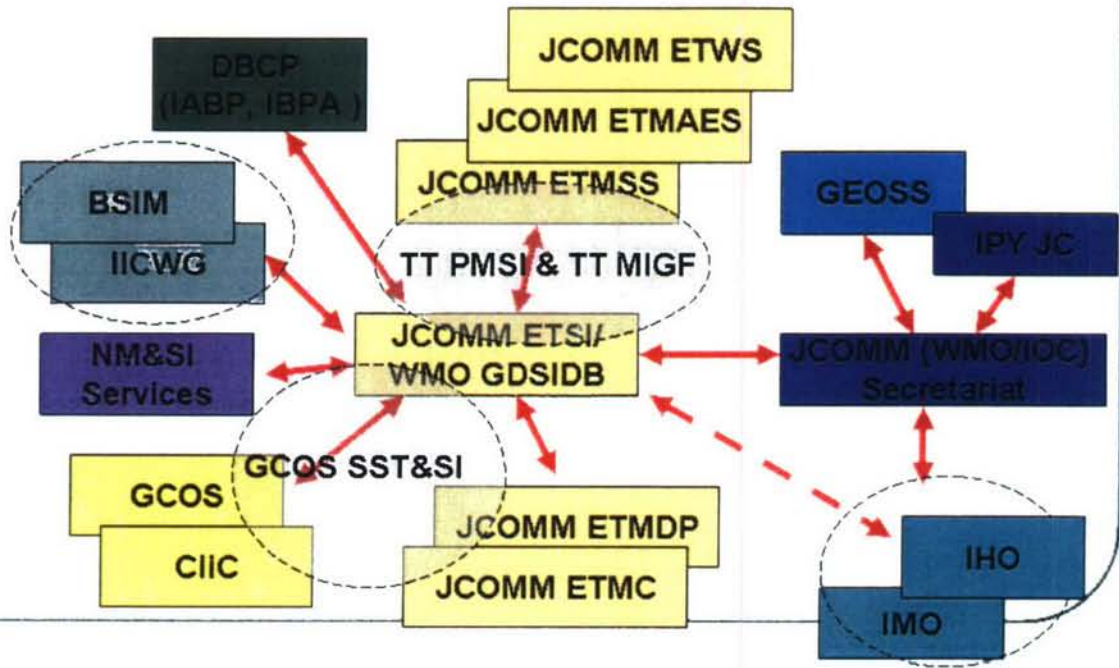 JCOMM ETWS
DBCP
(IABP, IBPA )
JCOMM ETMAES
JCOMM ETMSS
BSIM
GEOSS
IICWG
IPY JC
TT PMSI & TT MIGF
JCOMM ETSI/
WMO GDSIDB
NM&SI
Services
JCOMM (WMO/IOC)
Secretariat
GCOS SST&SI
GCOS
CliC
JCOMM ETMDP
JCOMM ETMC
IHO
IMO